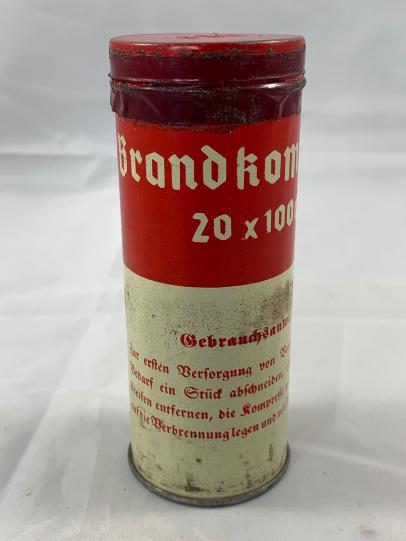 Brandkom
20 x 100
Gebrauchsanw
Zur ersten Versorgung von
Bedarf ein Stück abschneiden,
streifen entfernen, die Kompresse
auf die Verbrennung legen und